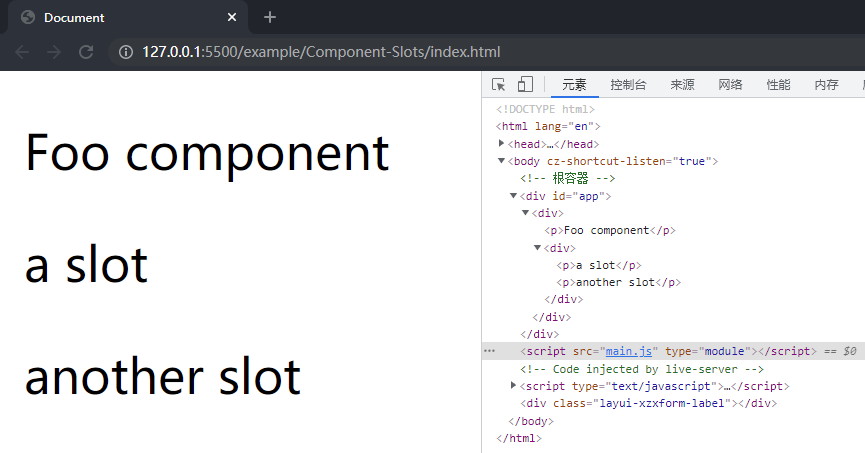 Document
127.0.0.1:5500/example/Component-Slots/index.html
Foo component
a slot
another slot
元素 控制台 来源 网络 性能 内存
<!DOCTYPE html>
<html lang="en">
<head>…</head>
<body cz-shortcut-listen="true">
<!-- 根容器 -->
<div id="app">
<div>
<p>Foo component</p>
<div>
<p>a slot</p>
<p>another slot</p>
</div>
</div>
</div>
<script src="main.js" type="module"></script> == $0
<!-- Code injected by live-server -->
<script type="text/javascript">…</script>
<div class="layui-xzxform-label"></div>
</body>
</html>